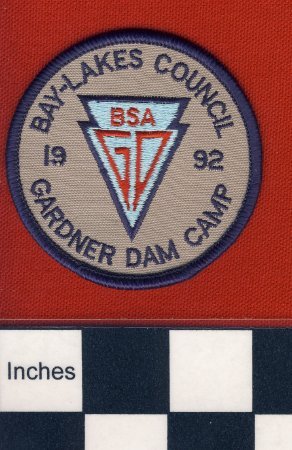 BAY-LAKES COUNCIL
BSA
GD
19 92
GARDNER DAM CAMP
Inches